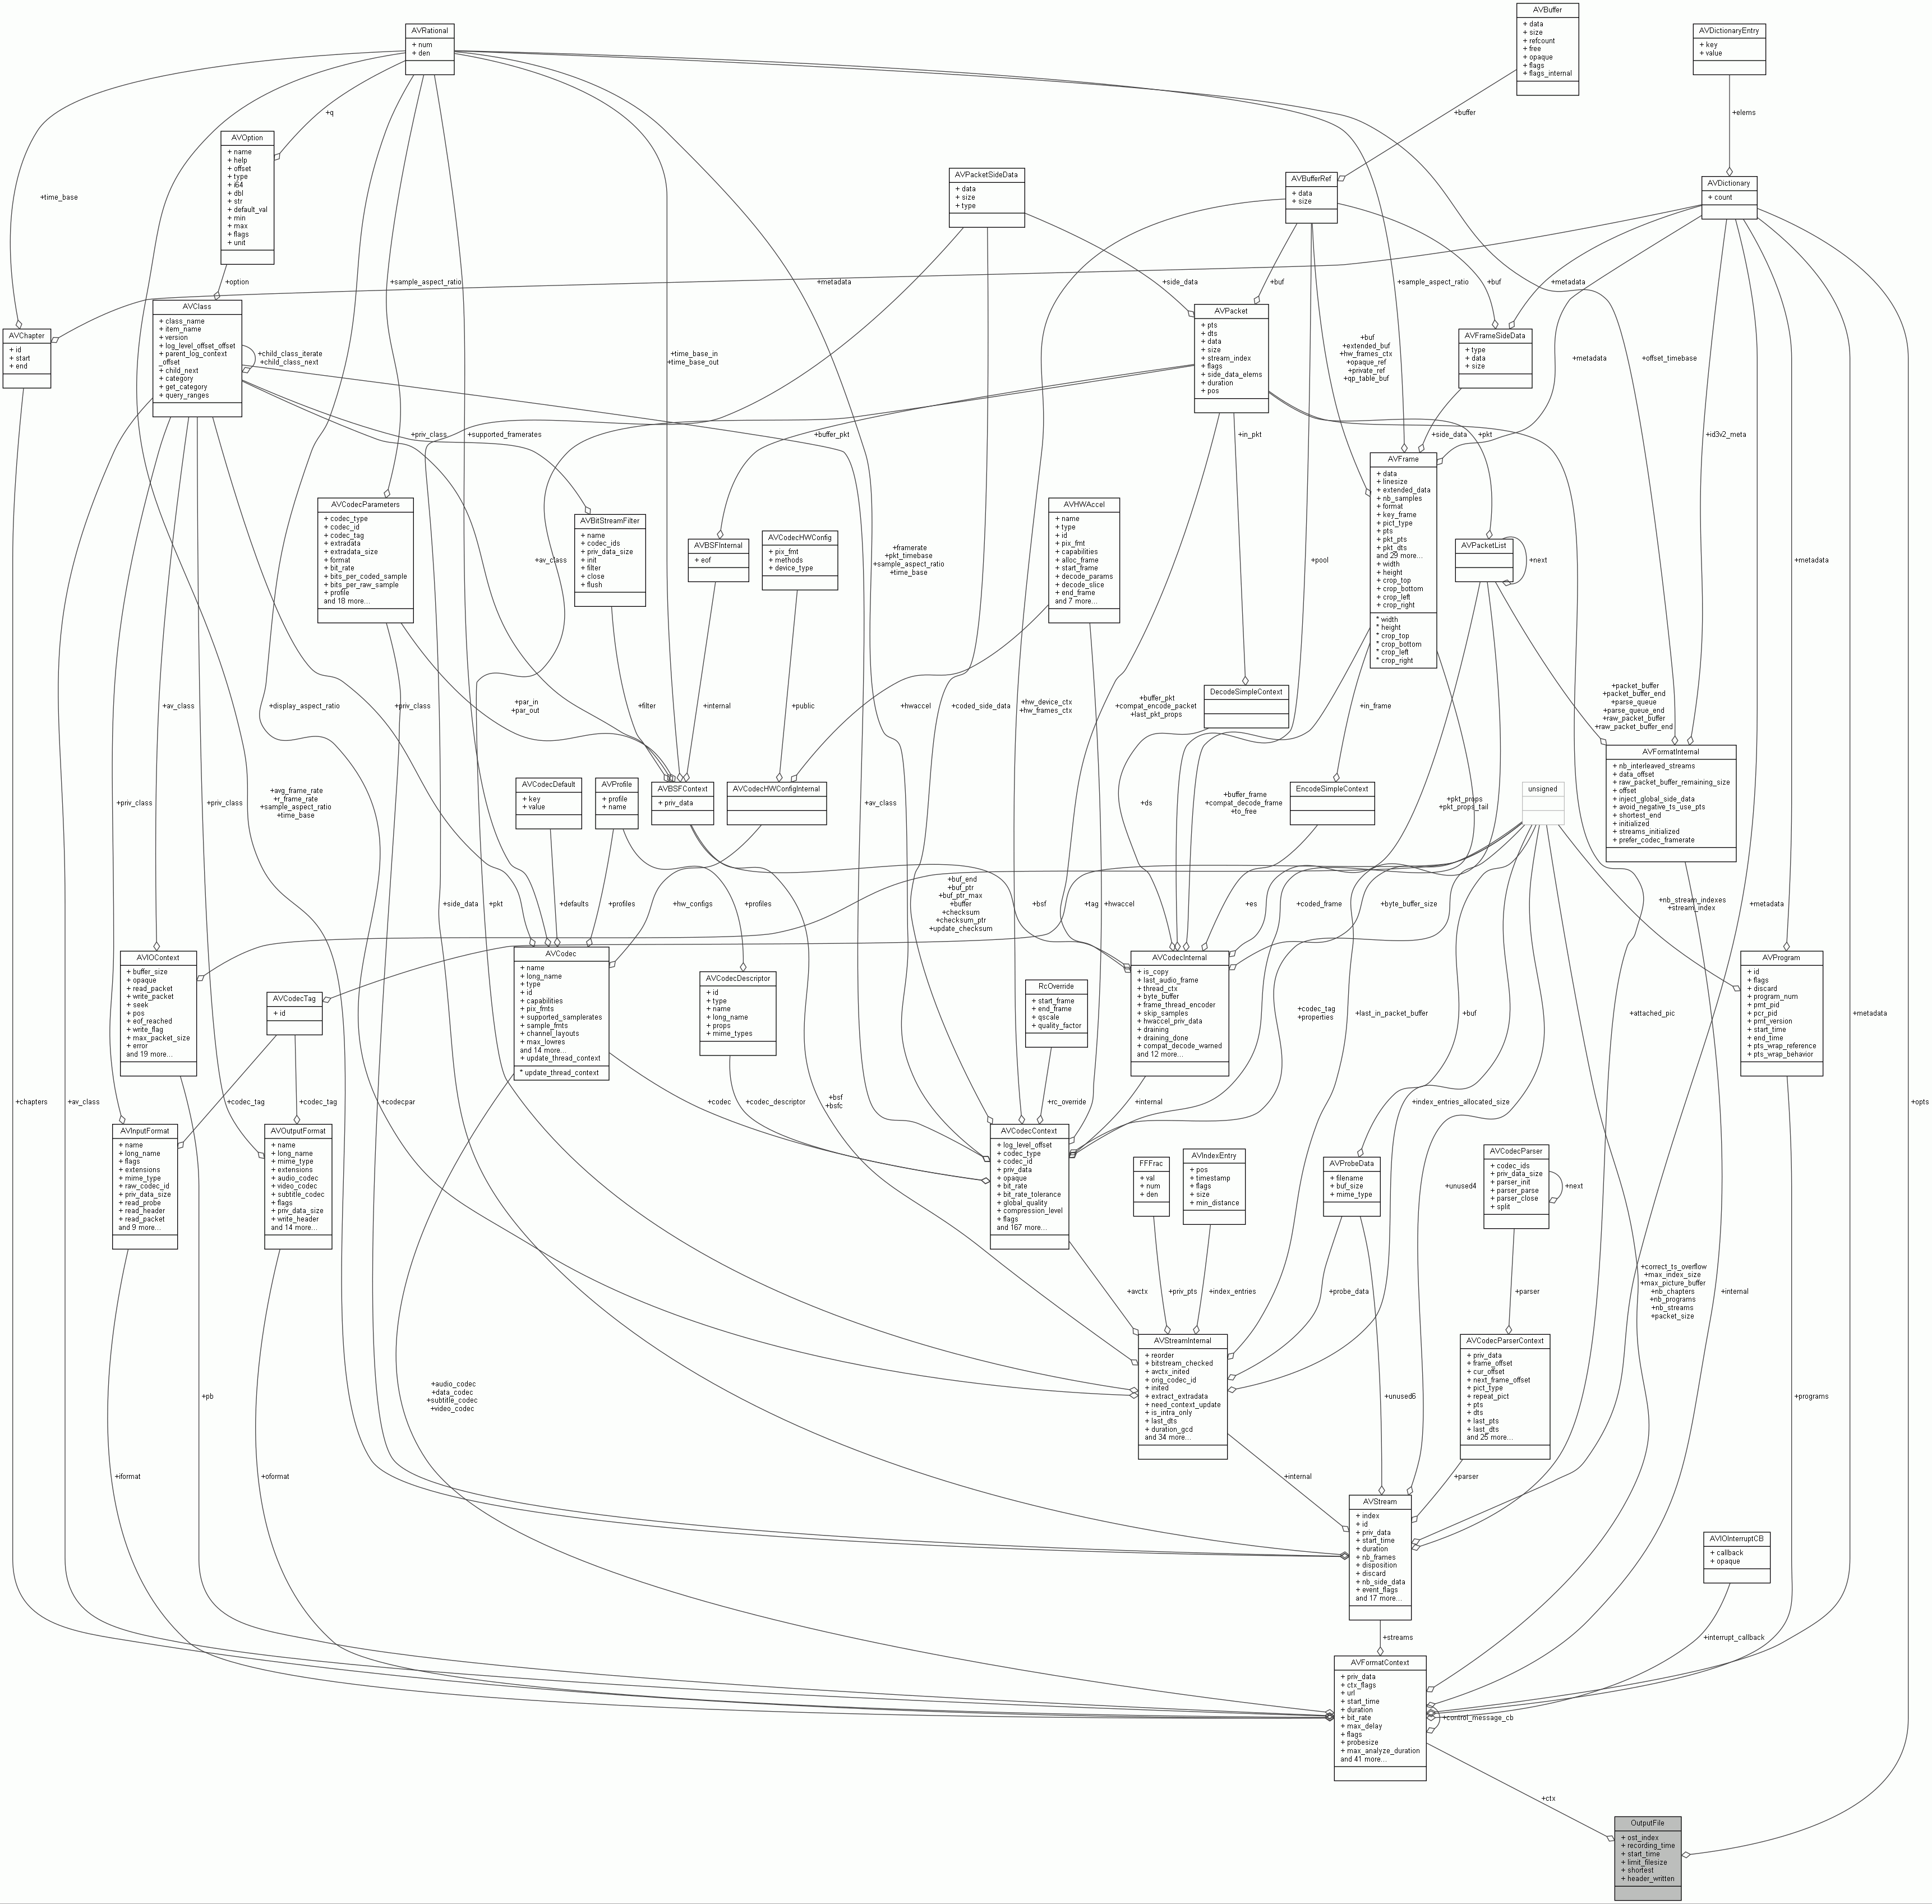 AVRational
+ num
+ den
AVBuffer
+ data
+ size
+ refcount
+ free
+ opaque
+ flags
+ flags_internal
AVDictionaryEntry
+ key
+ value
+q
+buffer
+elems
AVOption
+ name
+ help
+ offset
+ type
+ i64
+ dbl
+ str
+ default_val
+ min
+ max
+ flags
+ unit
+time_base
AVPacketSideData
+ data
+ size
+ type
AVBufferRef
+ data
+ size
AVDictionary
+ count
+option
+sample_aspect_ratio
+metadata
+side_data
+buf
+sample_aspect_ratio
+buf
+metadata
AVChapter
+ id
+ start
+ end
AVClass
+ class_name
+ item_name
+ version
+ log_level_offset_offset
+ parent_log_context
_offset
+ child_next
+ category
+ get_category
+ query_ranges
+child_class_iterate
+child_class_next
+time_base_in
+time_base_out
AVPacket
+ pts
+ dts
+ data
+ size
+ stream_index
+ flags
+ side_data_elems
+ duration
+ pos
+buf
+extended_buf
+hw_frames_ctx
+opaque_ref
+private_ref
+qp_table_buf
AVFrameSideData
+ type
+ data
+ size
+metadata
+offset_timebase
+priv_class
+supported_framerates
+buffer_pkt
+in_pkt
+side_data
+pkt
+id3v2_meta
AVCodecParameters
+ codec_type
+ codec_id
+ codec_tag
+ extradata
+ extradata_size
+ format
+ bit_rate
+ bits_per_coded_sample
+ bits_per_raw_sample
+ profile
and 18 more...
+av_class
AVBitStreamFilter
+ name
+ codec_ids
+ priv_data_size
+ init
+ filter
+ close
+ flush
AVBSFInternal
+ eof
AVCodecHWConfig
+ pix_fmt
+ methods
+ device_type
+framerate
+pkt_timebase
+sample_aspect_ratio
+time_base
AVHWAccel
+ name
+ type
+ id
+ pix_fmt
+ capabilities
+ alloc_frame
+ start_frame
+ decode_params
+ decode_slice
+ end_frame
and 7 more...
+pool
AVFrame
+ data
+ linesize
+ extended_data
+ nb_samples
+ format
+ key_frame
+ pict_type
+ pts
+ pkt_pts
+ pkt_dts
and 29 more...
+ width
+ height
+ crop_top
+ crop_bottom
+ crop_left
+ crop_right
* width
* height
* crop_top
* crop_bottom
* crop_left
* crop_right
AVPacketList
+next
+metadata
+av_class
+display_aspect_ratio
+priv_class
+par_in
+par_out
+filter
+internal
+public
+hwaccel
+coded_side_data
+hw_device_ctx
+hw_frames_ctx
+buffer_pkt
+compat_encode_packet
+last_pkt_props
DecodeSimpleContext
+in_frame
+packet_buffer
+packet_buffer_end
+parse_queue
+parse_queue_end
+raw_packet_buffer
+raw_packet_buffer_end
AVFormatInternal
+ nb_interleaved_streams
+ data_offset
+ raw_packet_buffer_remaining_size
+ offset
+ inject_global_side_data
+ avoid_negative_ts_use_pts
+ shortest_end
+ initialized
+ streams_initialized
+ prefer_codec_framerate
+priv_class
+priv_class
+avg_frame_rate
+r_frame_rate
+sample_aspect_ratio
+time_base
AVCodecDefault
+ key
+ value
AVProfile
+ profile
+ name
AVBSFContext
+ priv_data
AVCodecHWConfigInternal
+av_class
+ds
+buffer_frame
+compat_decode_frame
+to_free
EncodeSimpleContext
+pkt_props
+pkt_props_tail
unsigned
+side_data
+pkt
+defaults
+profiles
+hw_configs
+profiles
+buf_end
+buf_ptr
+buf_ptr_max
+buffer
+checksum
+checksum_ptr
+update_checksum
+bsf
+tag
+hwaccel
+es
+coded_frame
+byte_buffer_size
+nb_stream_indexes
+stream_index
+metadata
AVIOContext
+ buffer_size
+ opaque
+ read_packet
+ write_packet
+ seek
+ pos
+ eof_reached
+ write_flag
+ max_packet_size
+ error
and 19 more...
AVCodecTag
+ id
AVCodec
+ name
+ long_name
+ type
+ id
+ capabilities
+ pix_fmts
+ supported_samplerates
+ sample_fmts
+ channel_layouts
+ max_lowres
and 14 more...
+ update_thread_context
* update_thread_context
AVCodecDescriptor
+ id
+ type
+ name
+ long_name
+ props
+ mime_types
RcOverride
+ start_frame
+ end_frame
+ qscale
+ quality_factor
AVCodecInternal
+ is_copy
+ last_audio_frame
+ thread_ctx
+ byte_buffer
+ frame_thread_encoder
+ skip_samples
+ hwaccel_priv_data
+ draining
+ draining_done
+ compat_decode_warned
and 12 more...
+codec_tag
+properties
+last_in_packet_buffer
+buf
+attached_pic
AVProgram
+ id
+ flags
+ discard
+ program_num
+ pmt_pid
+ pcr_pid
+ pmt_version
+ start_time
+ end_time
+ pts_wrap_reference
+ pts_wrap_behavior
+metadata
+chapters
+av_class
+codec_tag
+codec_tag
+codecpar
+codec
+codec_descriptor
+bsf
+bsfc
+rc_override
+internal
+index_entries_allocated_size
+opts
AVInputFormat
+ name
+ long_name
+ flags
+ extensions
+ mime_type
+ raw_codec_id
+ priv_data_size
+ read_probe
+ read_header
+ read_packet
and 9 more...
AVOutputFormat
+ name
+ long_name
+ mime_type
+ extensions
+ audio_codec
+ video_codec
+ subtitle_codec
+ flags
+ priv_data_size
+ write_header
and 14 more...
AVCodecContext
+ log_level_offset
+ codec_type
+ codec_id
+ priv_data
+ opaque
+ bit_rate
+ bit_rate_tolerance
+ global_quality
+ compression_level
+ flags
and 167 more...
FFFrac
+ val
+ num
+ den
AVIndexEntry
+ pos
+ timestamp
+ flags
+ size
+ min_distance
AVProbeData
+ filename
+ buf_size
+ mime_type
+unused4
AVCodecParser
+ codec_ids
+ priv_data_size
+ parser_init
+ parser_parse
+ parser_close
+ split
+next
+avctx
+priv_pts
+index_entries
+probe_data
+parser
+correct_ts_overflow
+max_index_size
+max_picture_buffer
+nb_chapters
+nb_programs
+nb_streams
+packet_size
+internal
+pb
+audio_codec
+data_codec
+subtitle_codec
+video_codec
AVStreamInternal
+ reorder
+ bitstream_checked
+ avctx_inited
+ orig_codec_id
+ inited
+ extract_extradata
+ need_context_update
+ is_intra_only
+ last_dts
+ duration_gcd
and 34 more...
+unused6
AVCodecParserContext
+ priv_data
+ frame_offset
+ cur_offset
+ next_frame_offset
+ pict_type
+ repeat_pict
+ pts
+ dts
+ last_pts
+ last_dts
and 25 more...
+programs
+iformat
+oformat
+internal
+parser
AVStream
+ index
+ id
+ priv_data
+ start_time
+ duration
+ nb_frames
+ disposition
+ discard
+ nb_side_data
+ event_flags
and 17 more...
AVIOInterruptCB
+ callback
+ opaque
+streams
+interrupt_callback
AVFormatContext
+ priv_data
+ ctx_flags
+ url
+ start_time
+ duration
+ bit_rate
+ max_delay
+ flags
+ probesize
+ max_analyze_duration
and 41 more...
+control_message_cb
+ctx
OutputFile
+ ost_index
+ recording_time
+ start_time
+ limit_filesize
+ shortest
+ header_written